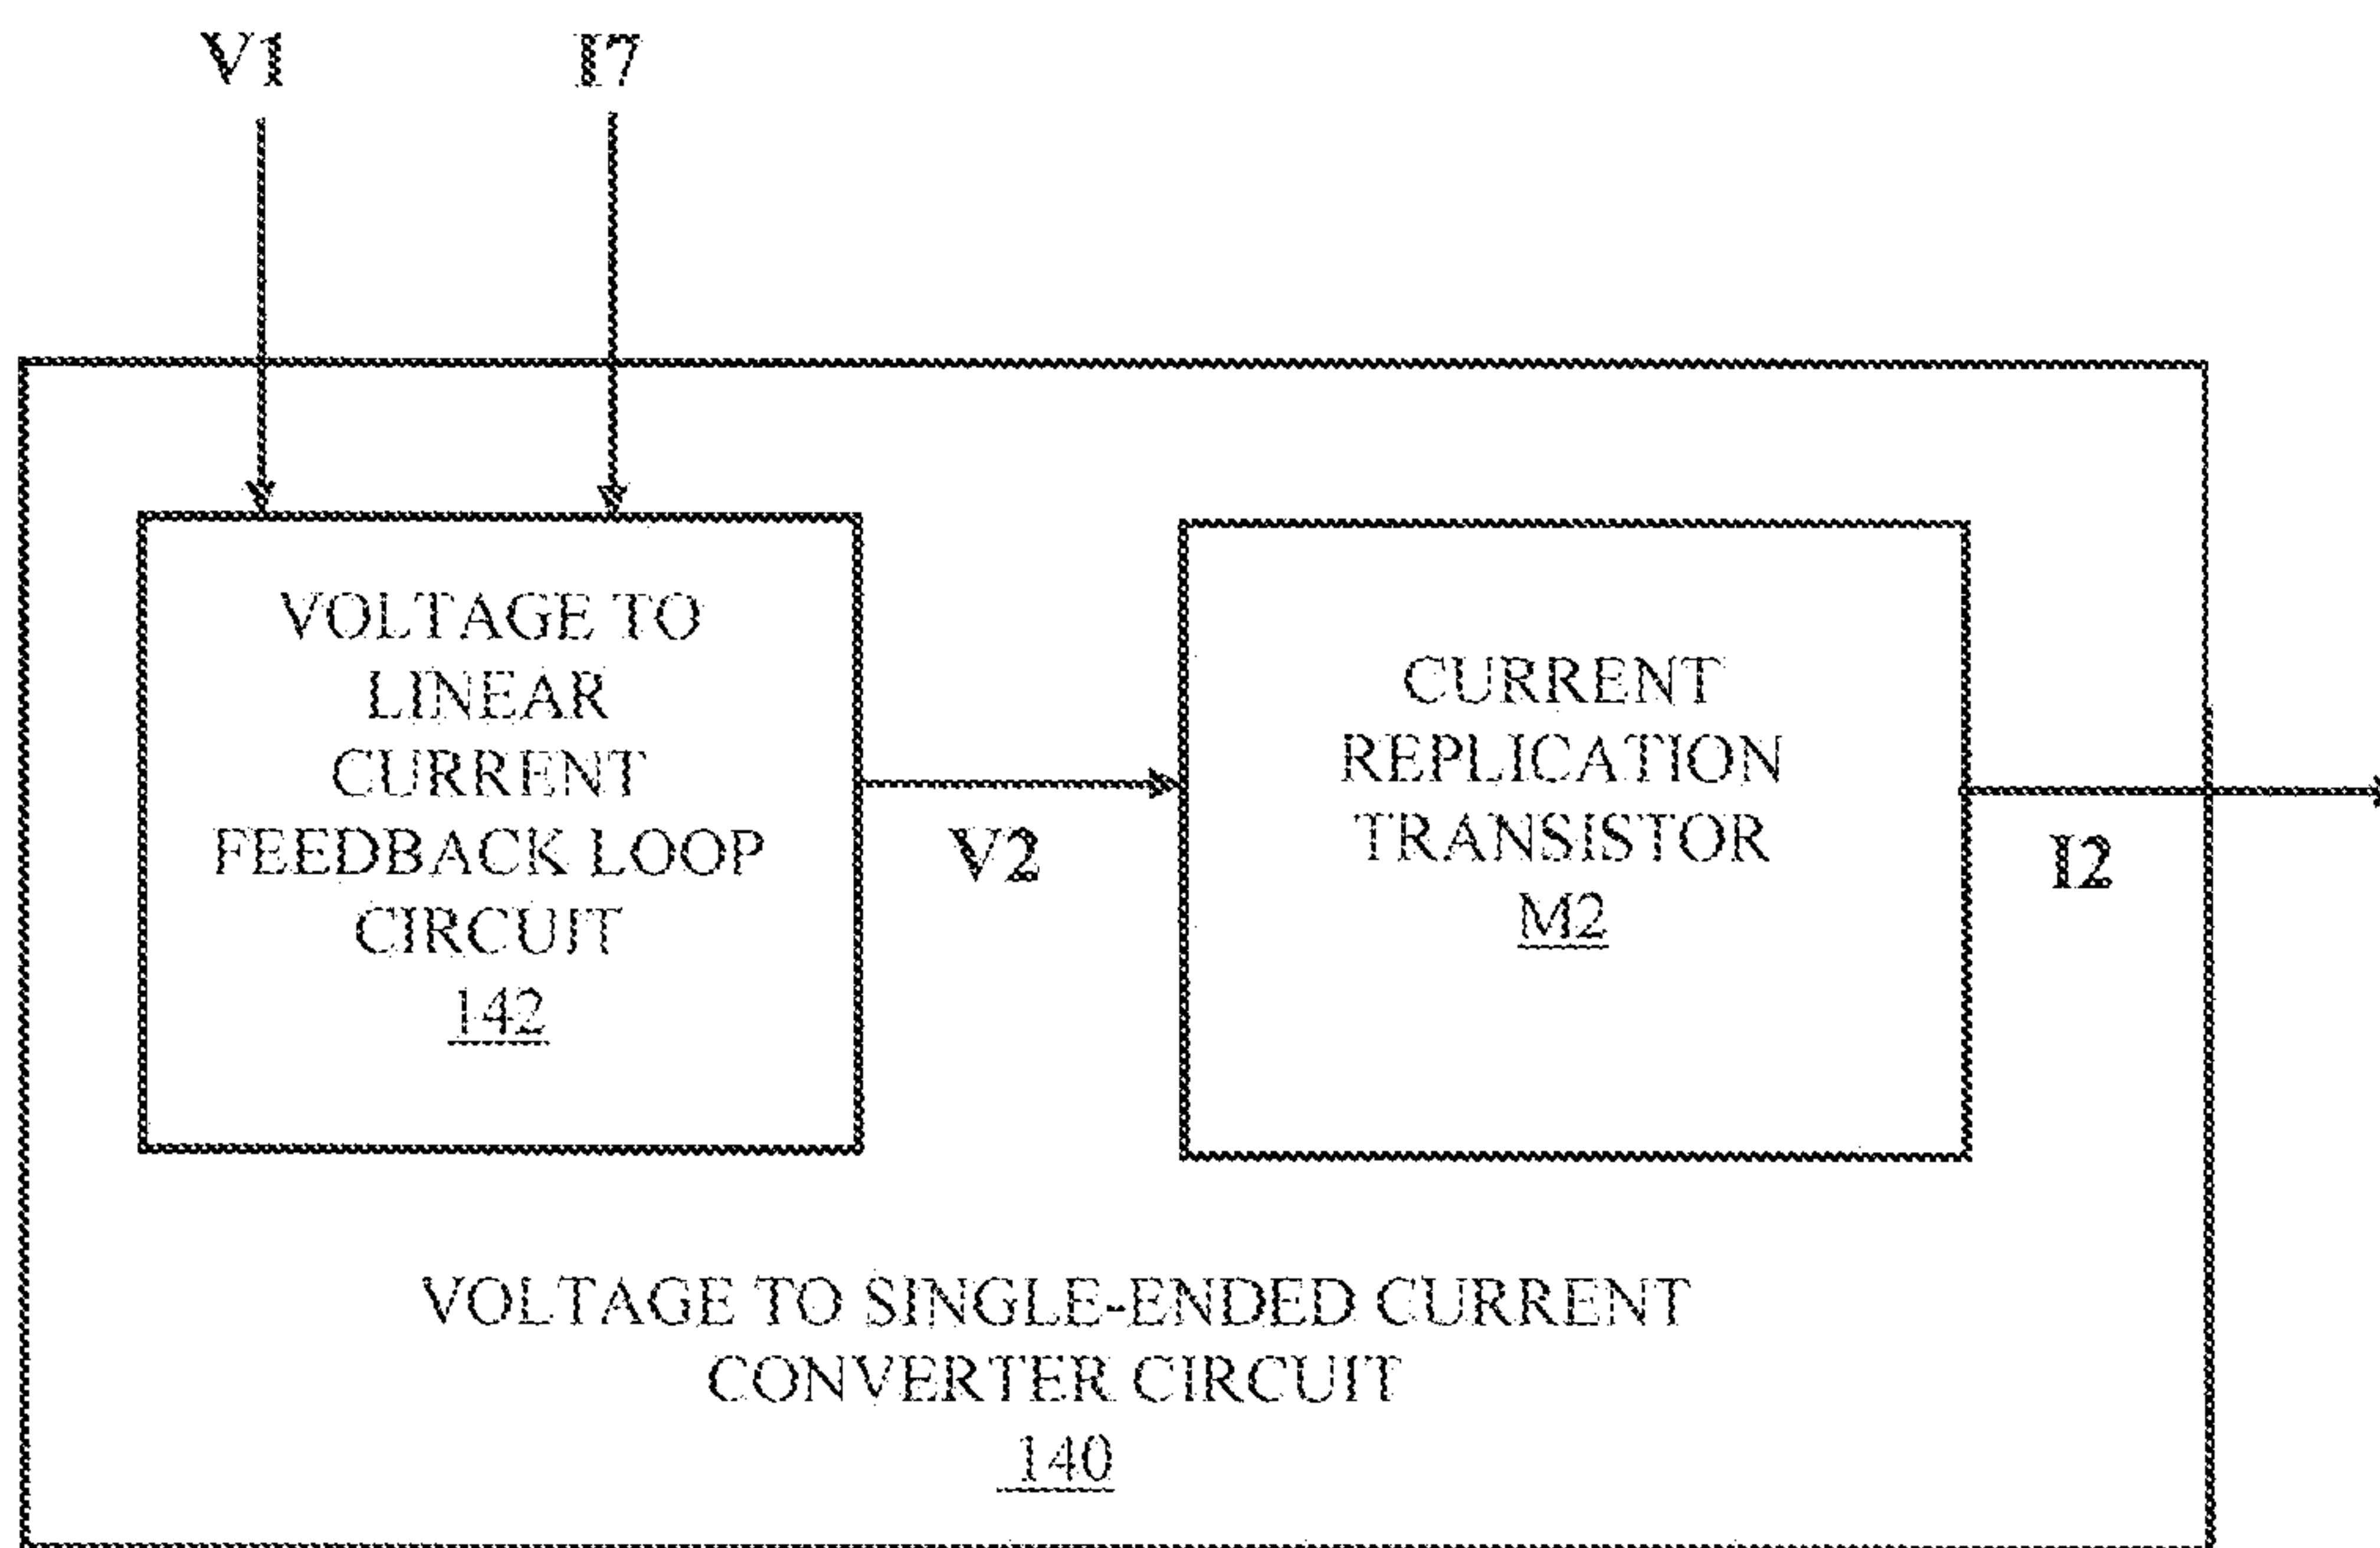 V1
I7
VOLTAGE TO
LINEAR
CURRENT
FEEDBACK LOOP
CIRCUIT
142
V2
CURRENT
REPLICATION
TRANSISTOR
M2
I2
VOLTAGE TO SINGLE-ENDED CURRENT
CONVERTER CIRCUIT
140